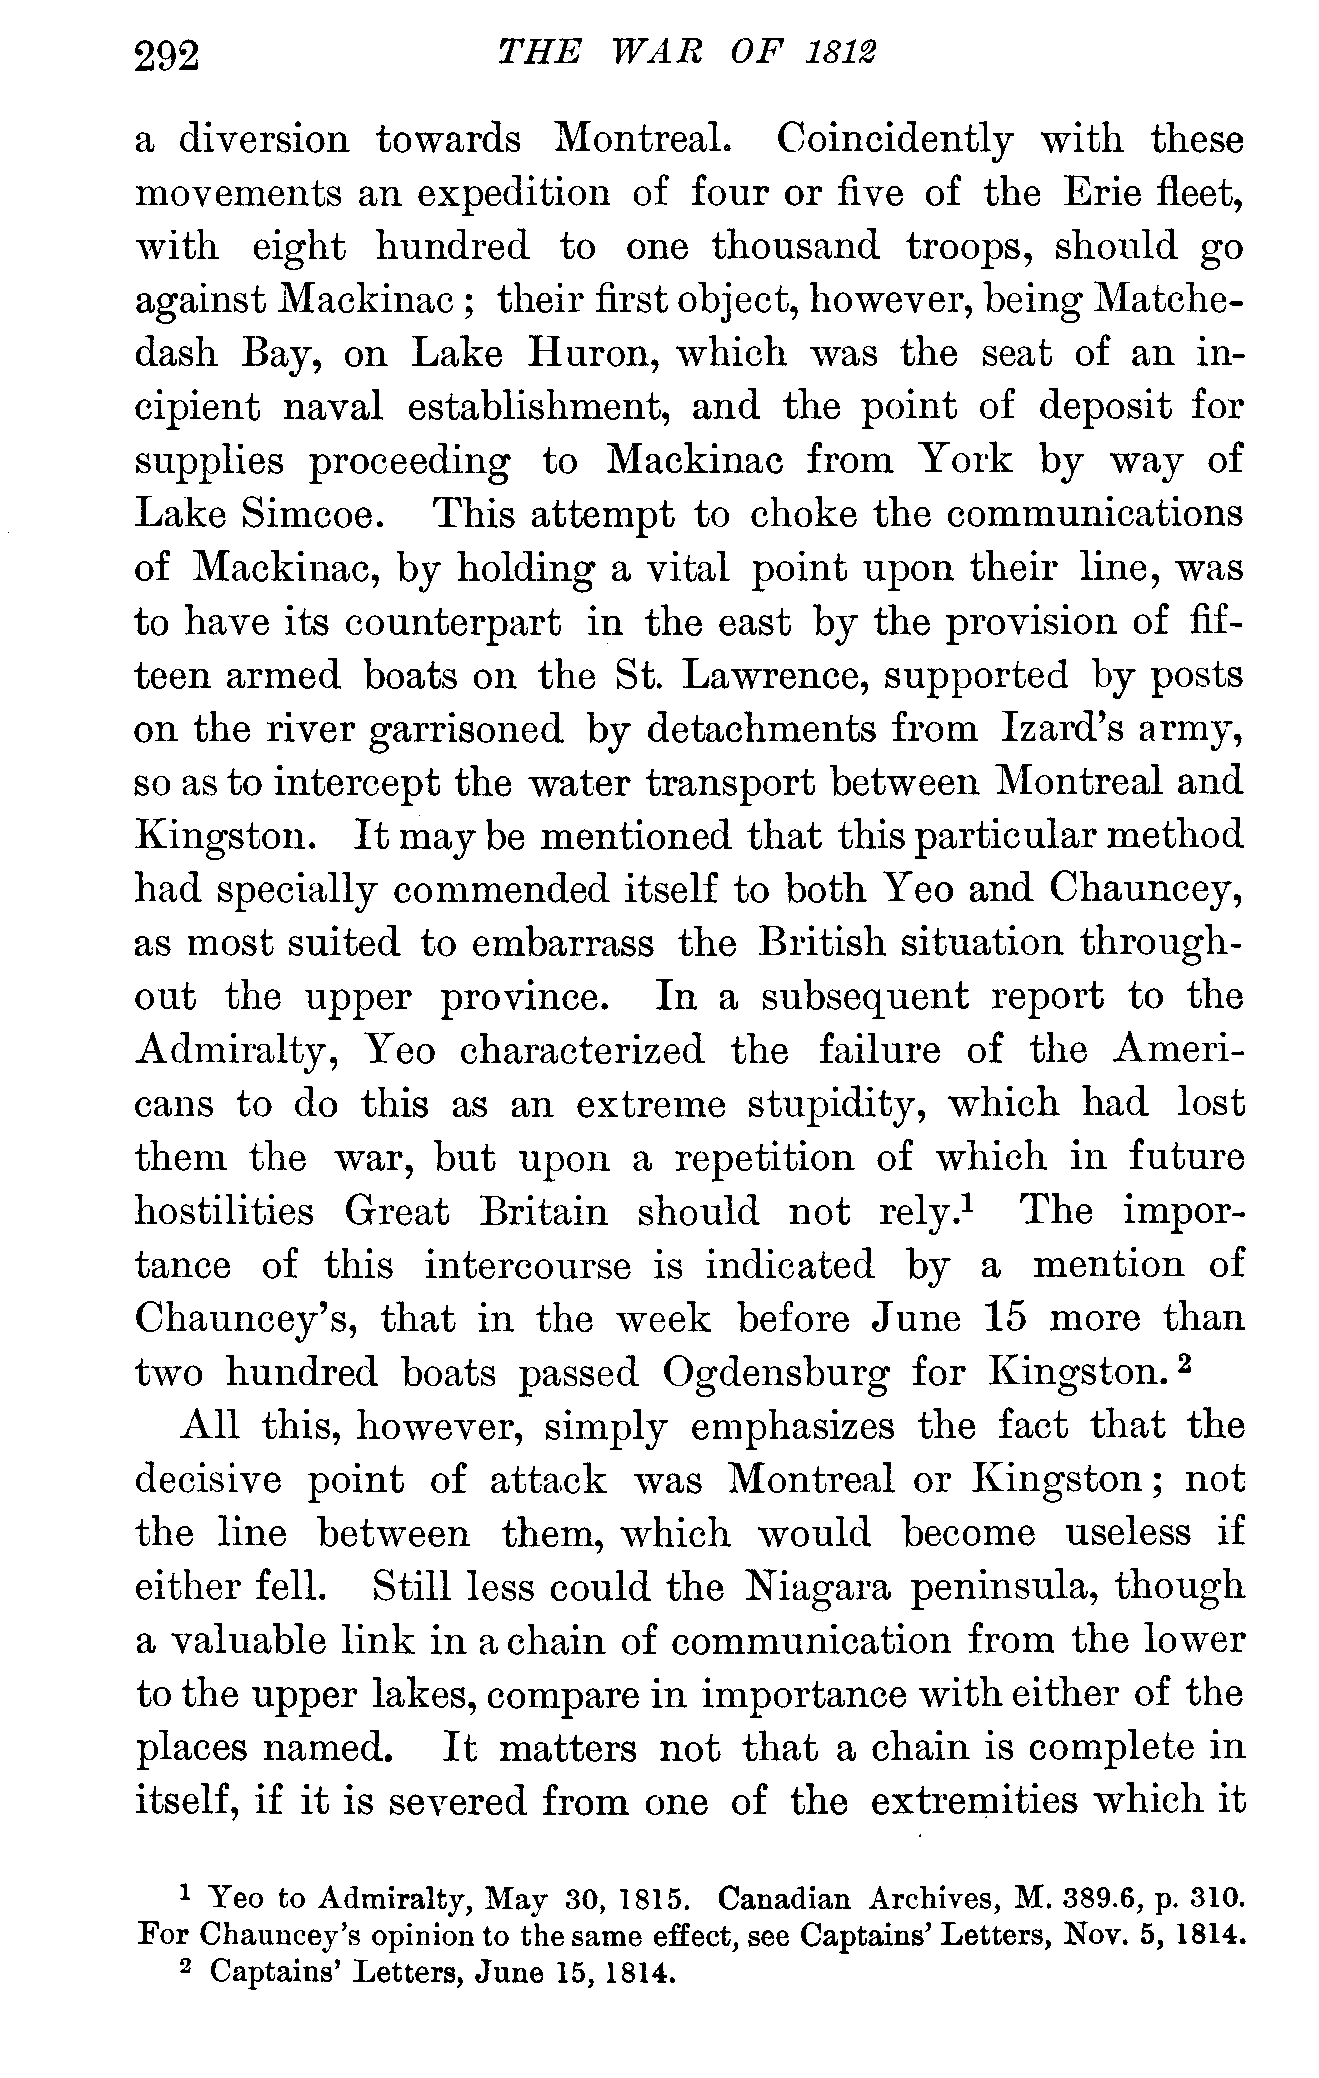 292 THE WAR OF 1812
a diversion towards Montreal. Coincidently with these
movements an expedition of four or five of the Erie fleet,
with eight hundred to one thousand troops, should go
against Mackinac ; their first object, however, being Matche-
dash Bay, on Lake Huron, which was the seat of an in-
cipient naval establishment, and the point of deposit for
supplies proceeding to Mackinac from York by way of
Lake Simcoe. This attempt to choke the communications
of Mackinac, by holding a vital point upon their line, was
to have its counterpart in the east by the provision of fif-
teen armed boats on the St. Lawrence, supported by posts
on the river garrisoned by detachments from Izard's army,
so as to intercept the water transport between Montreal and
Kingston. It may be mentioned that this particular method
had specially commended itself to both Yeo and Chauncey,
as most suited to embarrass the British situation through-
out the upper province. In a subsequent report to the
Admiralty, Yeo characterized the failure of the Ameri-
cans to do this as an extreme stupidity, which had lost
them the war, but upon a repetition of which in future
hostilities Great Britain should not rely.¹ The impor-
tance of this intercourse is indicated by a mention of
Chauncey's, that in the week before June 15 more than
two hundred boats passed Ogdensburg for Kingston.²
All this, however, simply emphasizes the fact that the
decisive point of attack was Montreal or Kingston ; not
the line between them, which would become useless if
either fell. Still less could the Niagara peninsula, though
a valuable link in a chain of communication from the lower
to the upper lakes, compare in importance with either of the
places named. It matters not that a chain is complete in
itself, if it is severed from one of the extremities which it
¹ Yeo to Admiralty, May 30, 1815. Canadian Archives, M. 389.6, p. 310.
For Chauncey's opinion to the same effect, see Captains' Letters, Nov. 5, 1814.
² Captains' Letters, June 15, 1814.